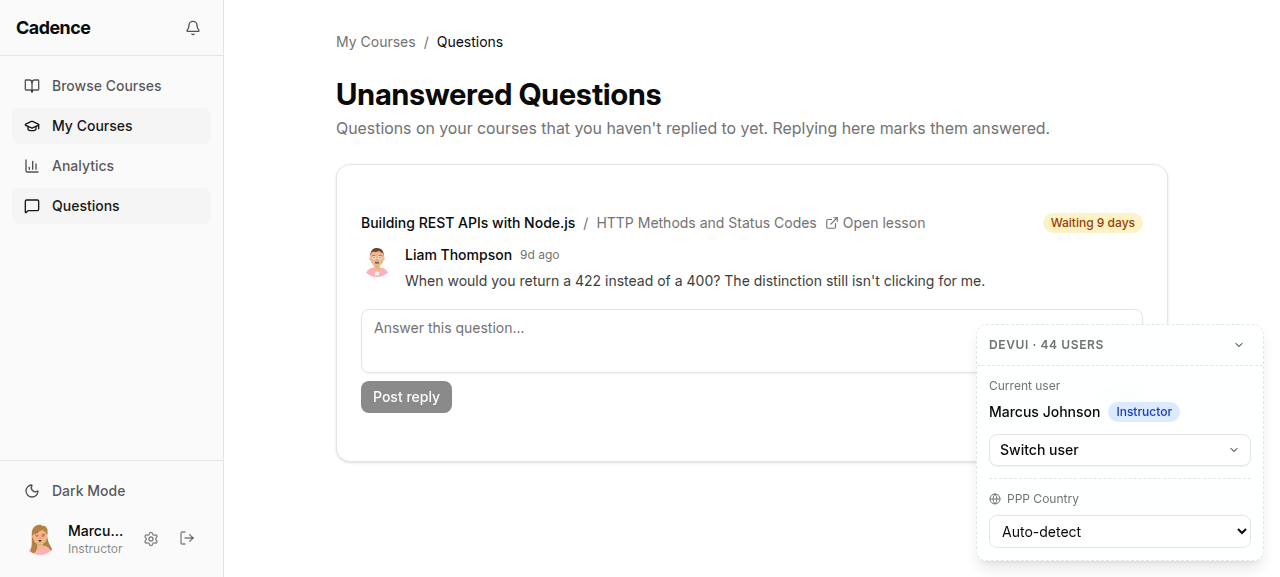 Cadence
Browse Courses
My Courses
Analytics
Questions
Dark Mode
Marcu...
Instructor
My Courses / Questions
Unanswered Questions
Questions on your courses that you haven't replied to yet. Replying here marks them answered.
Building REST APIs with Node.js / HTTP Methods and Status Codes Open lesson Waiting 9 days
Liam Thompson 9d ago
When would you return a 422 instead of a 400? The distinction still isn't clicking for me.
Answer this question...
Post reply
DEVUI · 44 USERS
Current user
Marcus Johnson Instructor
Switch user
PPP Country
Auto-detect